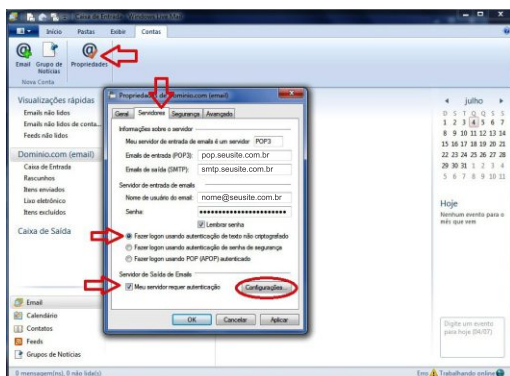 Caixa de Entrada - Windows Live Mail
Início Pastas Exibir Contas
Email Grupo de Notícias Propriedades
Nova Conta
Visualizações rápidas
Emails não lidos
Emails não lidos de conta...
Feeds não lidos
Dominio.com (email)
Caixa de Entrada
Rascunhos
Itens enviados
Lixo eletrônico
Itens excluídos
Caixa de Saída
Email
Calendário
Contatos
Feeds
Grupos de Notícias
0 mensagem(ns), 0 não lida(s)
Propriedades de Dominio.com (email)
Geral Servidores Segurança Avançado
Informações sobre o servidor
Meu servidor de entrada de emails é um servidor POP3
Emails de entrada (POP3): pop.seusite.com.br
Emails de saída (SMTP): smtp.seusite.com.br
Servidor de entrada de emails
Nome de usuário do email: nome@seusite.com.br
Senha:
Lembrar senha
Fazer logon usando autenticação de texto não criptografado
Fazer logon usando autenticação de senha de segurança
Fazer logon usando POP (APOP) autenticado
Servidor de Saída de Emails
Meu servidor requer autenticação Configurações...
OK Cancelar Aplicar
julho
D S T Q Q S S
1 2 3 4 5 6 7
8 9 10 11 12 13 14
15 16 17 18 19 20 21
22 23 24 25 26 27 28
29 30 31 1 2 3 4
5 6 7 8 9 10 11
Hoje
Nenhum evento para o
mês que vem
Digite um evento
para hoje (04/07)
Erro Trabalhando online